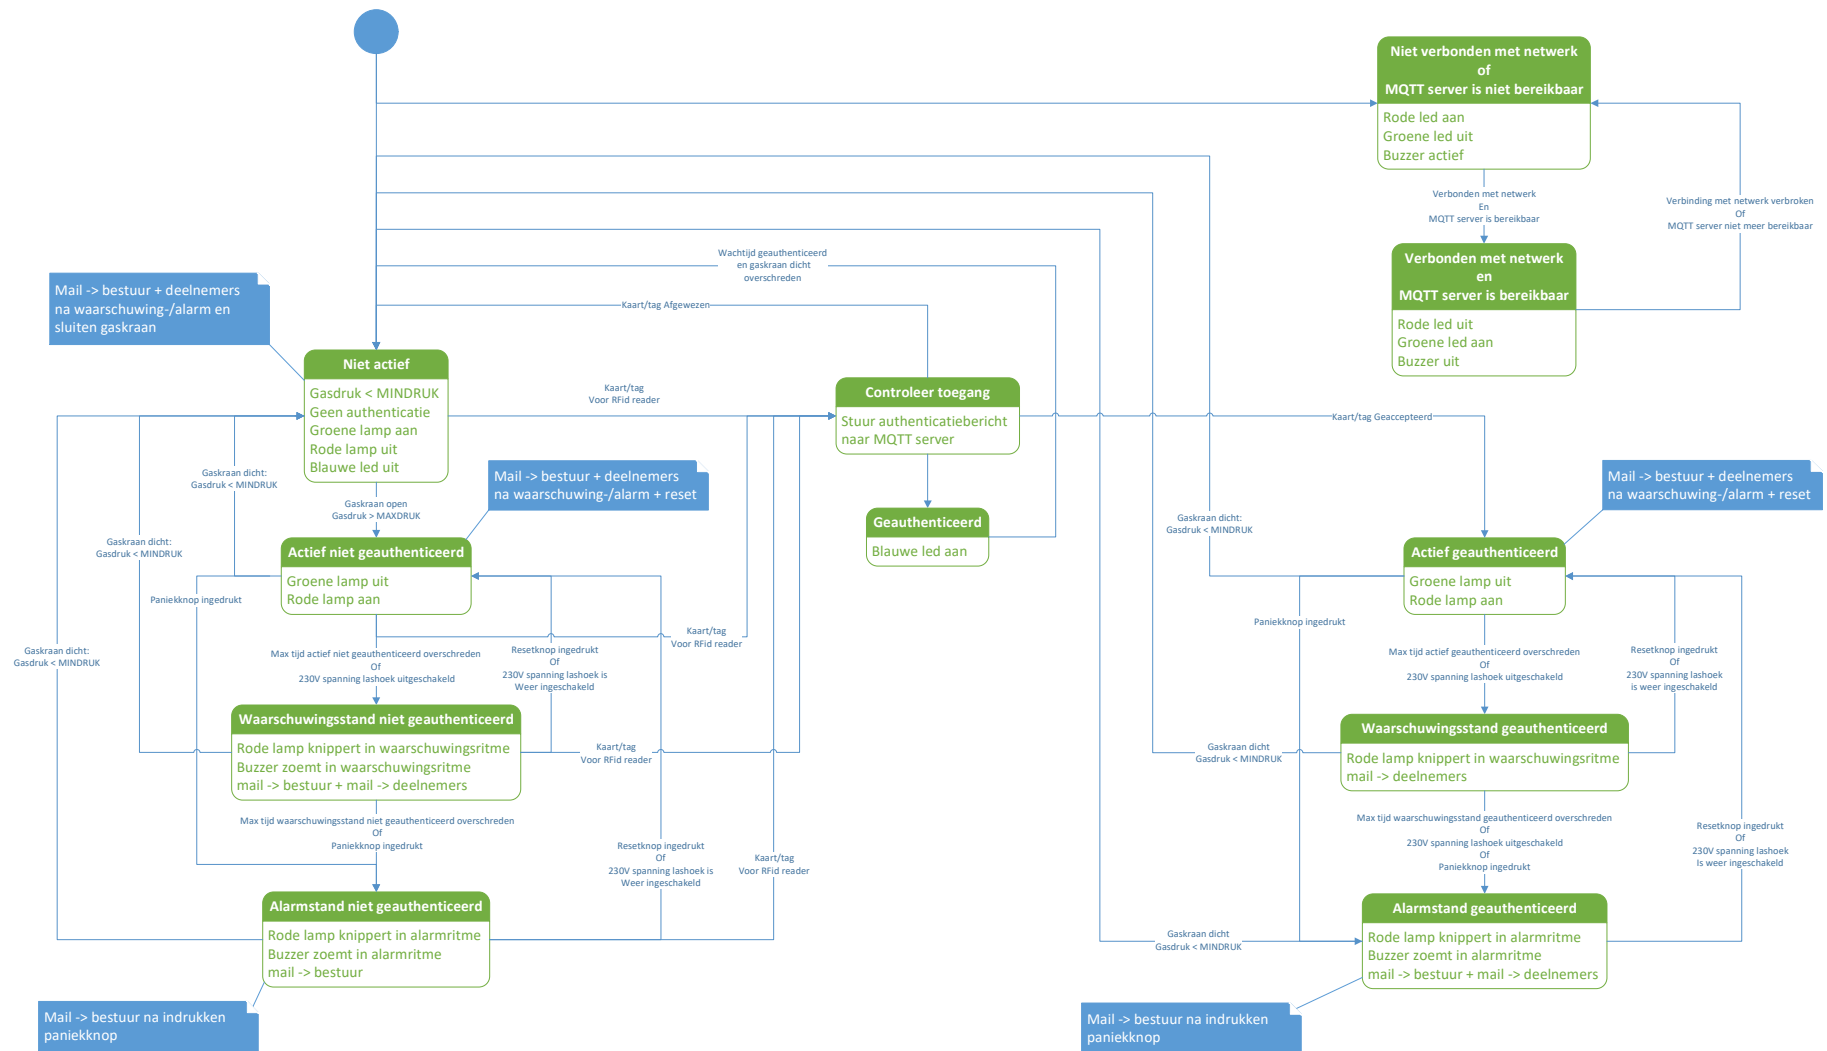 Niet verbonden met netwerk
of
MQTT server is niet bereikbaar
Rode led aan
Groene led uit
Buzzer actief
Verbonden met netwerk
En
MQTT server is bereikbaar
Verbinding met netwerk verbroken
Of
MQTT server niet meer bereikbaar
Verbonden met netwerk
en
MQTT server is bereikbaar
Rode led uit
Groene led aan
Buzzer uit
Wachtijd geauthenticeerd
en gaskraan dicht
overschreden
Kaart/tag Afgewezen
Mail -> bestuur + deelnemers
na waarschuwing-/alarm en
sluiten gaskraan
Niet actief
Gasdruk < MINDRUK
Geen authenticatie
Groene lamp aan
Rode lamp uit
Blauwe led uit
Kaart/tag
Voor RFid reader
Controleer toegang
Stuur authenticatiebericht
naar MQTT server
Kaart/tag Geaccepteerd
Gaskraan dicht:
Gasdruk < MINDRUK
Mail -> bestuur + deelnemers
na waarschuwing-/alarm + reset
Mail -> bestuur + deelnemers
na waarschuwing-/alarm + reset
Gaskraan open
Gasdruk > MAXDRUK
Geauthenticeerd
Blauwe led aan
Gaskraan dicht:
Gasdruk < MINDRUK
Gaskraan dicht:
Gasdruk < MINDRUK
Actief niet geauthenticeerd
Groene lamp uit
Rode lamp aan
Actief geauthenticeerd
Groene lamp uit
Rode lamp aan
Paniekknop ingedrukt
Paniekknop ingedrukt
Kaart/tag
Voor RFid reader
Gaskraan dicht:
Gasdruk < MINDRUK
Max tijd actief niet geauthenticeerd overschreden
Of
230V spanning lashoek uitgeschakeld
Resetknop ingedrukt
Of
230V spanning lashoek is
Weer ingeschakeld
Max tijd actief geauthenticeerd overschreden
Of
230V spanning lashoek uitgeschakeld
Resetknop ingedrukt
Of
230V spanning lashoek
is weer ingeschakeld
Waarschuwingsstand niet geauthenticeerd
Rode lamp knippert in waarschuwingsritme
Buzzer zoemt in waarschuwingsritme
mail -> bestuur + mail -> deelnemers
Kaart/tag
Voor RFid reader
Waarschuwingsstand geauthenticeerd
Rode lamp knippert in waarschuwingsritme
mail -> deelnemers
Gaskraan dicht
Gasdruk < MINDRUK
Max tijd waarschuwingsstand niet geauthenticeerd overschreden
Of
Paniekknop ingedrukt
Resetknop ingedrukt
Of
230V spanning lashoek is
Weer ingeschakeld
Kaart/tag
Voor RFid reader
Max tijd waarschuwingsstand geauthenticeerd overschreden
Of
230V spanning lashoek uitgeschakeld
Of
Paniekknop ingedrukt
Resetknop ingedrukt
Of
230V spanning lashoek
Is weer ingeschakeld
Alarmstand niet geauthenticeerd
Rode lamp knippert in alarmritme
Buzzer zoemt in alarmritme
mail -> bestuur
Gaskraan dicht
Gasdruk < MINDRUK
Alarmstand geauthenticeerd
Rode lamp knippert in alarmritme
Buzzer zoemt in alarmritme
mail -> bestuur + mail -> deelnemers
Mail -> bestuur na indrukken
paniekknop
Mail -> bestuur na indrukken
paniekknop